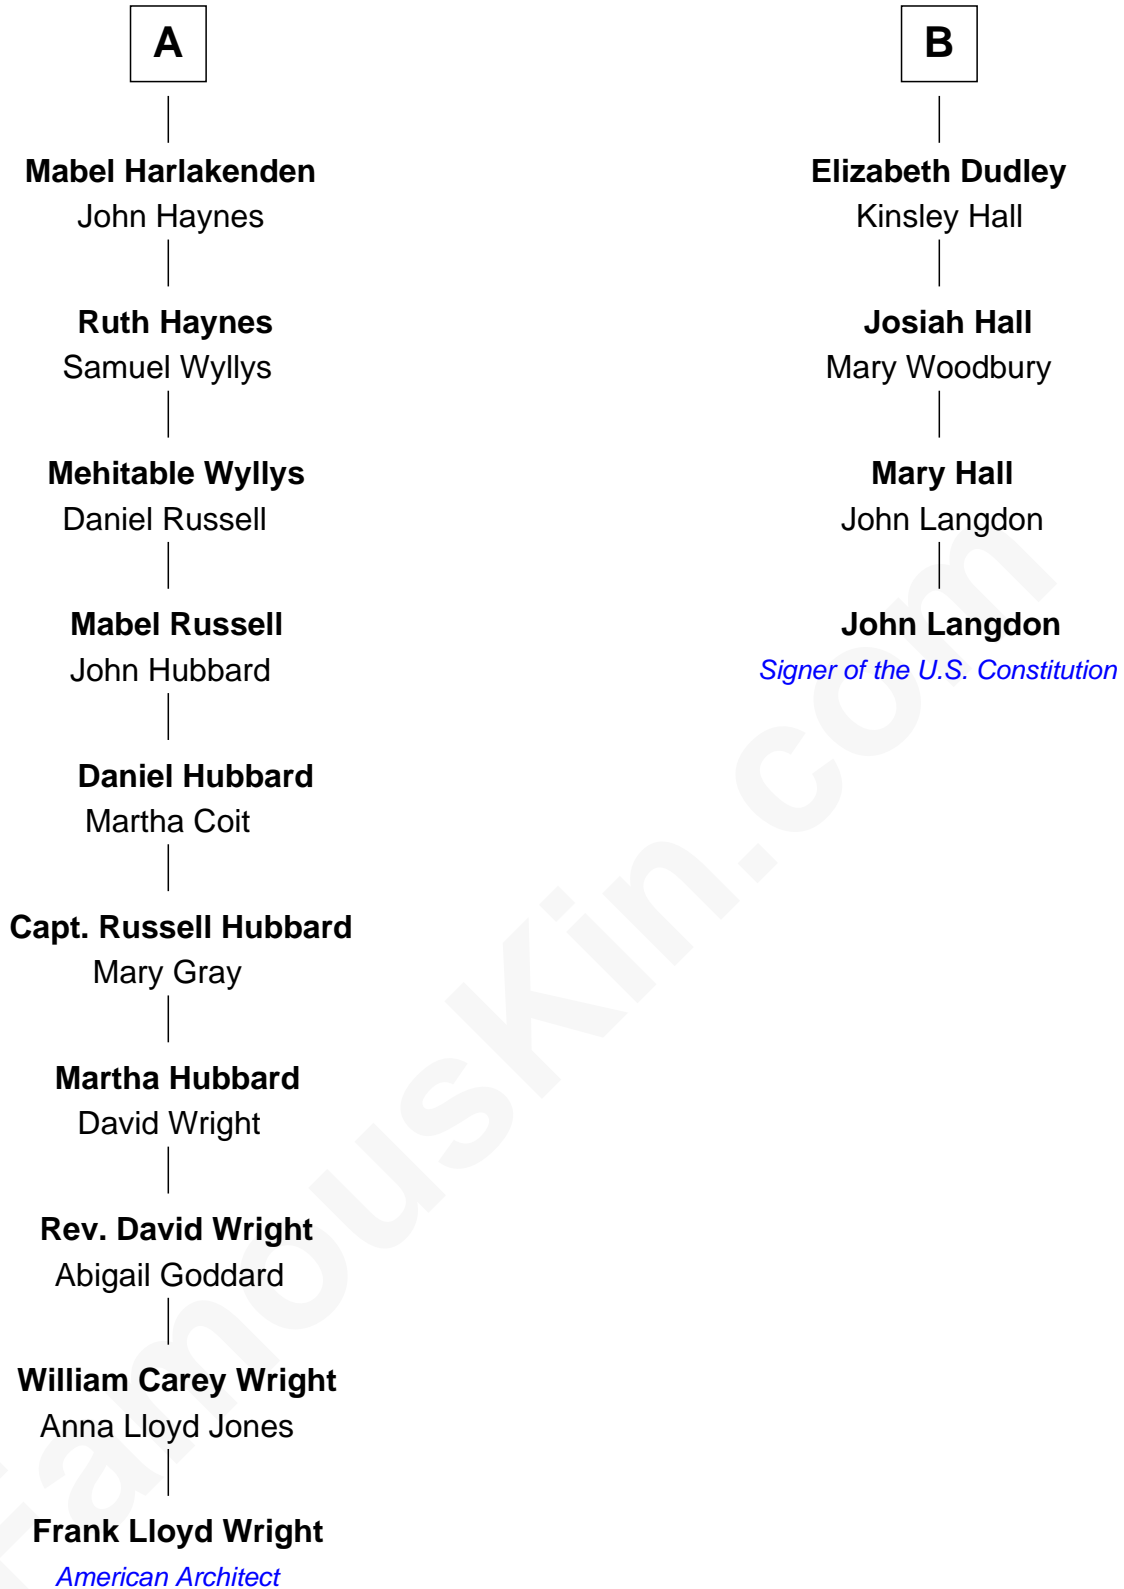 A
Mabel Harlakenden
John Haynes
Ruth Haynes
Samuel Wyllys
Mehitable Wyllys
Daniel Russell
Mabel Russell
John Hubbard
Daniel Hubbard
Martha Coit
Capt. Russell Hubbard
Mary Gray
Martha Hubbard
David Wright
Rev. David Wright
Abigail Goddard
William Carey Wright
Anna Lloyd Jones
Frank Lloyd Wright
American Architect
B
Elizabeth Dudley
Kinsley Hall
Josiah Hall
Mary Woodbury
Mary Hall
John Langdon
John Langdon
Signer of the U.S. Constitution
FamousKin.com